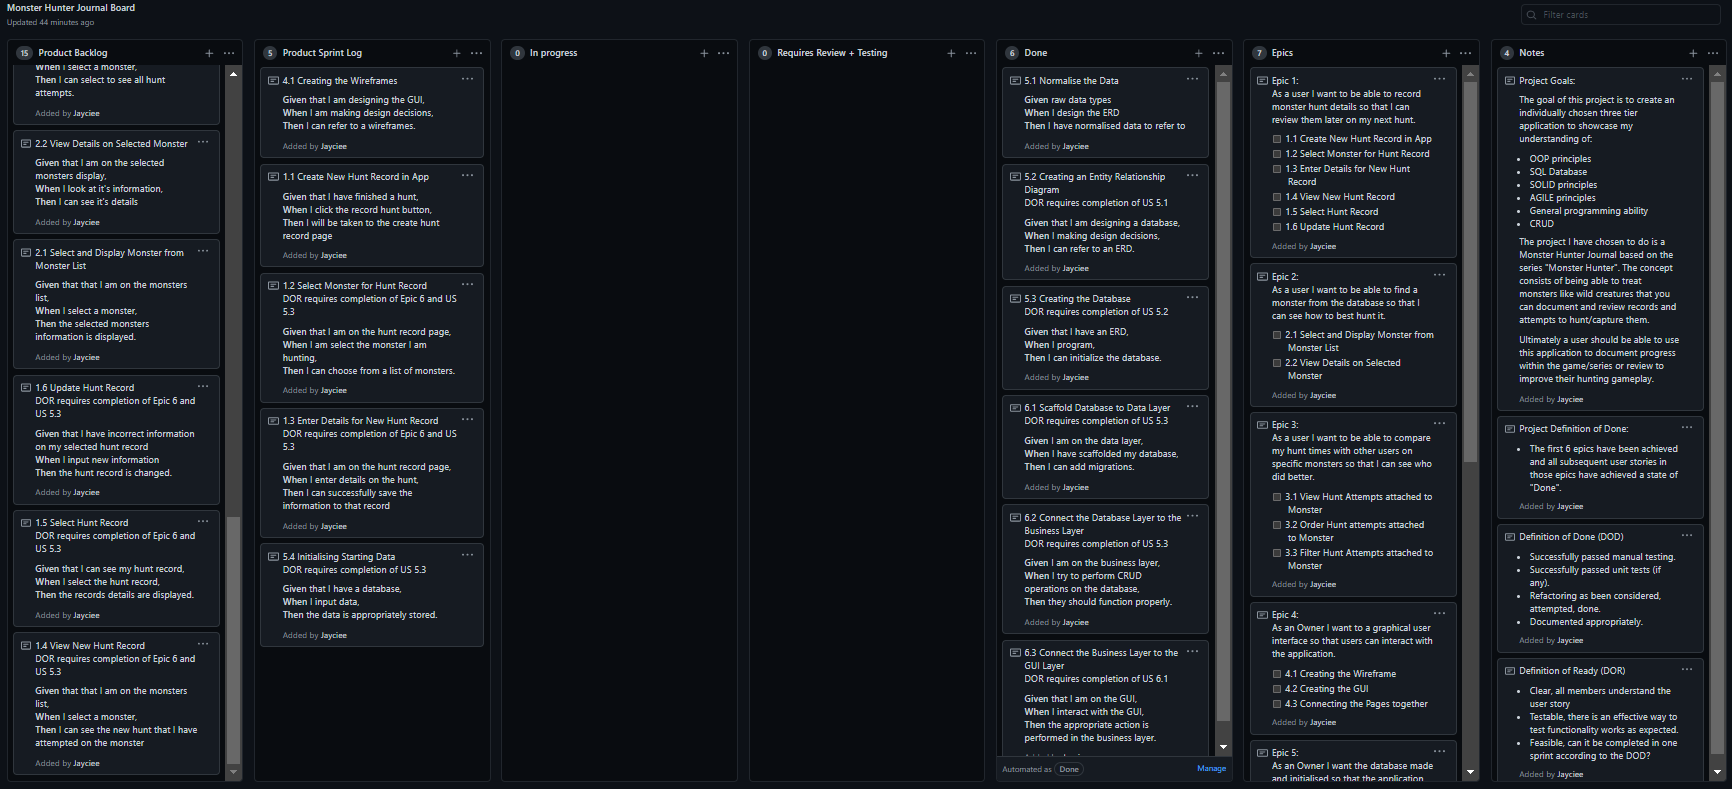 Monster Hunter Journal Board
Updated 44 minutes ago
Filter cards
15 Product Backlog
When I select a monster,
Then I can select to see all hunt
attempts.
Added by Jayciee
2.2 View Details on Selected Monster
Given that I am on the selected
monsters display,
When I look at it's information,
Then I can see it's details
Added by Jayciee
2.1 Select and Display Monster from
Monster List
Given that that I am on the monsters
list,
When I select a monster,
Then the selected monsters
information is displayed.
Added by Jayciee
1.6 Update Hunt Record
DOR requires completion of Epic 6 and
US 5.3
Given that I have incorrect information
on my selected hunt record
When I input new information
Then the hunt record is changed.
Added by Jayciee
1.5 Select Hunt Record
DOR requires completion of Epic 6 and
US 5.3
Given that I can see my hunt record,
When I select the hunt record,
Then the records details are displayed.
Added by Jayciee
1.4 View New Hunt Record
DOR requires completion of Epic 6 and
US 5.3
Given that that I am on the monsters
list,
When I select a monster,
Then I can see the new hunt that I have
attempted on the monster
Added by Jayciee
5 Product Sprint Log
4.1 Creating the Wireframes
Given that I am designing the GUI,
When I am making design decisions,
Then I can refer to a wireframes.
Added by Jayciee
1.1 Create New Hunt Record in App
Given that I have finished a hunt,
When I click the record hunt button,
Then I will be taken to the create hunt
record page
Added by Jayciee
1.2 Select Monster for Hunt Record
DOR requires completion of Epic 6 and US
5.3
Given that I am on the hunt record page,
When I am select the monster I am
hunting,
Then I can choose from a list of monsters.
Added by Jayciee
1.3 Enter Details for New Hunt Record
DOR requires completion of Epic 6 and US
5.3
Given that I am on the hunt record page,
When I enter details on the hunt,
Then I can successfully save the
information to that record
Added by Jayciee
5.4 Initialising Starting Data
DOR requires completion of US 5.3
Given that I have a database,
When I input data,
Then the data is appropriately stored.
Added by Jayciee
0 In progress
0 Requires Review + Testing
6 Done
5.1 Normalise the Data
Given raw data types
When I design the ERD
Then I have normalised data to refer to
Added by Jayciee
5.2 Creating an Entity Relationship
Diagram
DOR requires completion of US 5.1
Given that I am designing a database,
When I making design decisions,
Then I can refer to an ERD.
Added by Jayciee
5.3 Creating the Database
DOR requires completion of US 5.2
Given that I have an ERD,
When I program,
Then I can initialize the database.
Added by Jayciee
6.1 Scaffold Database to Data Layer
DOR requires completion of US 5.3
Given I am on the data layer,
When I have scaffolded my database,
Then I can add migrations.
Added by Jayciee
6.2 Connect the Database Layer to the
Business Layer
DOR requires completion of US 5.3
Given I am on the business layer,
When I try to perform CRUD
operations on the database,
Then they should function properly.
Added by Jayciee
6.3 Connect the Business Layer to the
GUI Layer
DOR requires completion of US 6.1
Given that I am on the GUI,
When I interact with the GUI,
Then the appropriate action is
performed in the business layer.
Automated as Done
Manage
7 Epics
Epic 1:
As a user I want to be able to record
monster hunt details so that I can
review them later on my next hunt.
1.1 Create New Hunt Record in App
1.2 Select Monster for Hunt Record
1.3 Enter Details for New Hunt
Record
1.4 View New Hunt Record
1.5 Select Hunt Record
1.6 Update Hunt Record
Added by Jayciee
Epic 2:
As a user I want to be able to find a
monster from the database so that I
can see how to best hunt it.
2.1 Select and Display Monster from
Monster List
2.2 View Details on Selected
Monster
Added by Jayciee
Epic 3:
As a user I want to be able to compare
my hunt times with other users on
specific monsters so that I can see who
did better.
3.1 View Hunt Attempts attached to
Monster
3.2 Order Hunt attempts attached
to Monster
3.3 Filter Hunt Attempts attached to
Monster
Added by Jayciee
Epic 4:
As an Owner I want to a graphical user
interface so that users can interact with
the application.
4.1 Creating the Wireframe
4.2 Creating the GUI
4.3 Connecting the Pages together
Added by Jayciee
Epic 5:
As an Owner I want the database made
and initialised so that the application
4 Notes
Project Goals:
The goal of this project is to create an
individually chosen three tier
application to showcase my
understanding of:
OOP principles
SQL Database
SOLID principles
AGILE principles
General programming ability
CRUD
The project I have chosen to do is a
Monster Hunter Journal based on the
series "Monster Hunter". The concept
consists of being able to treat
monsters like wild creatures that you
can document and review records and
attempts to hunt/capture them.
Ultimately a user should be able to use
this application to document progress
within the game/series or review to
improve their hunting gameplay.
Added by Jayciee
Project Definition of Done:
The first 6 epics have been achieved
and all subsequent user stories in
those epics have achieved a state of
"Done".
Added by Jayciee
Definition of Done (DOD)
Successfully passed manual testing.
Successfully passed unit tests (if
any).
Refactoring as been considered,
attempted, done.
Documented appropriately.
Added by Jayciee
Definition of Ready (DOR)
Clear, all members understand the
user story
Testable, there is an effective way to
test functionality works as expected.
Feasible, can it be completed in one
sprint according to the DOD?
Added by Jayciee